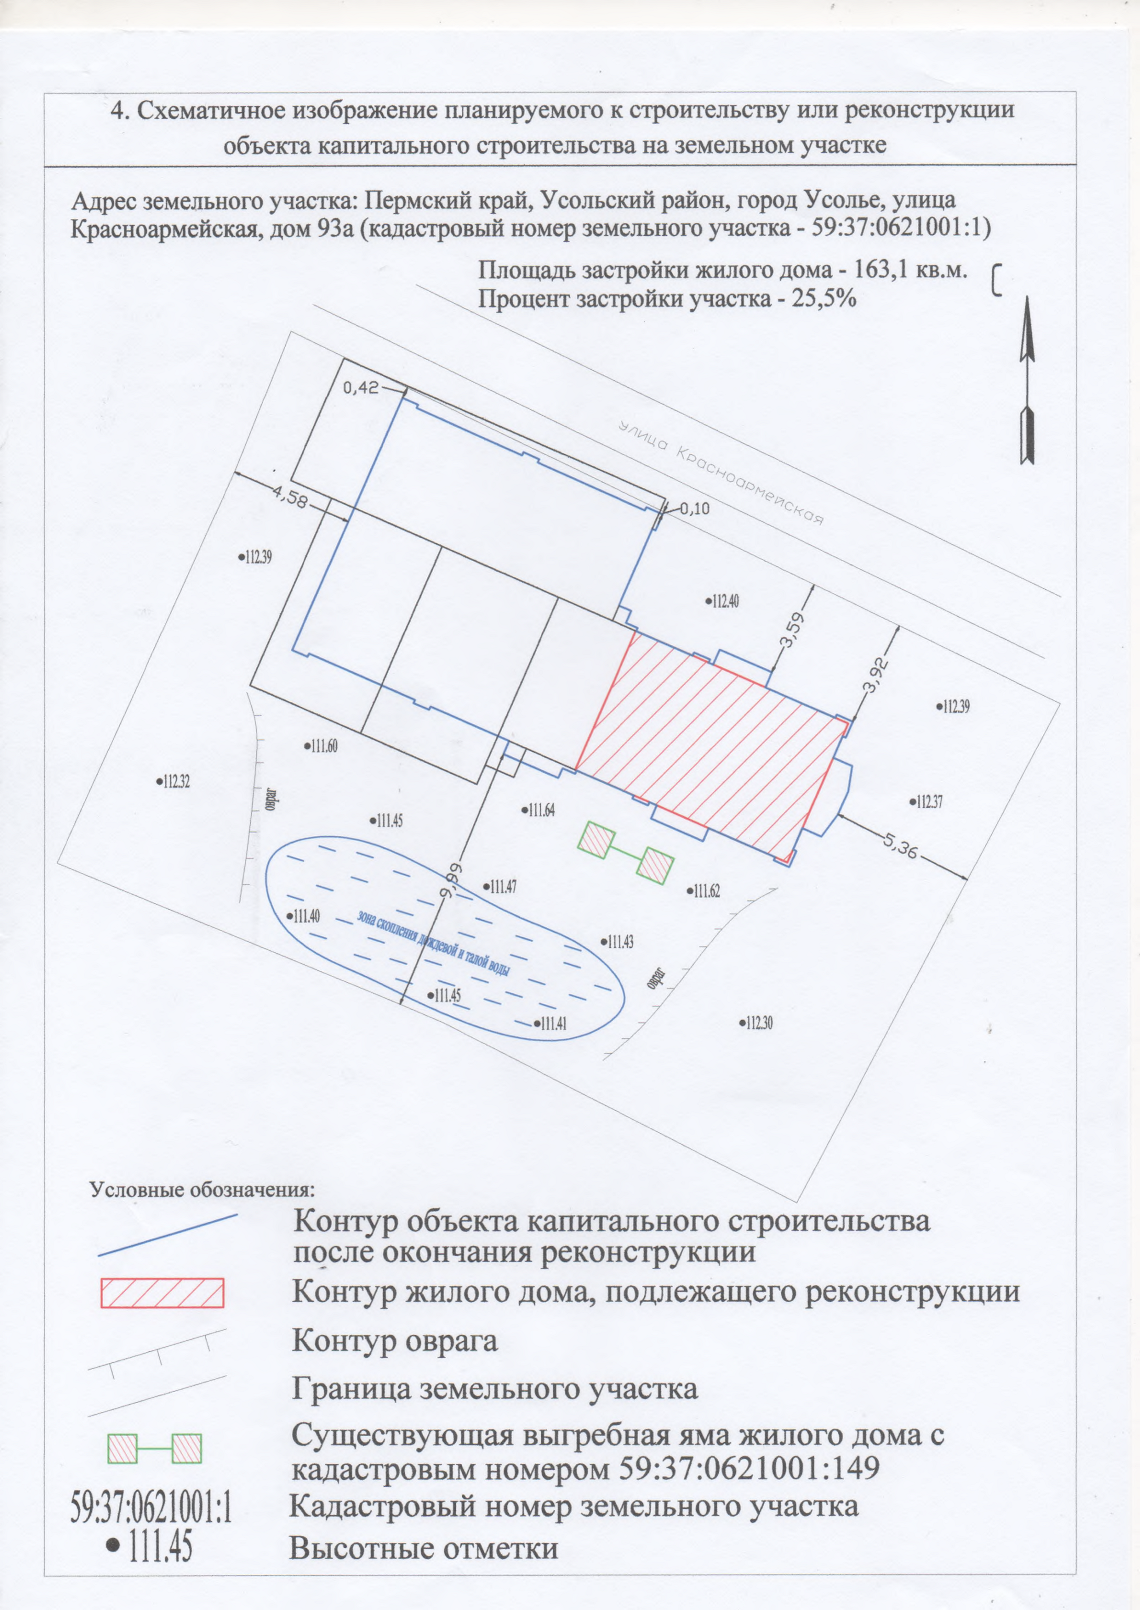 4. Схематичное изображение планируемого к строительству или реконструкции
объекта капитального строительства на земельном участке
Адрес земельного участка: Пермский край, Усольский район, город Усолье, улица
Красноармейская, дом 93а (кадастровый номер земельного участка - 59:37:0621001:1)
Площадь застройки жилого дома - 163,1 кв.м.
Процент застройки участка - 25,5%
С
0,42
улица Красноармейская
4,58
0,10
112.39
112.40
3,59
3,92
112.39
111.60
112.32
овраг
112.37
111.64
111.45
5,36
9,99
111.47
111.62
111.40
зона скопления дождевой и талой воды
111.43
овраг
111.45
111.41
112.30
Условные обозначения:
Контур объекта капитального строительства
после окончания реконструкции
Контур жилого дома, подлежащего реконструкции
Контур оврага
Граница земельного участка
Существующая выгребная яма жилого дома с
кадастровым номером 59:37:0621001:149
59:37:0621001:1 Кадастровый номер земельного участка
111.45 Высотные отметки